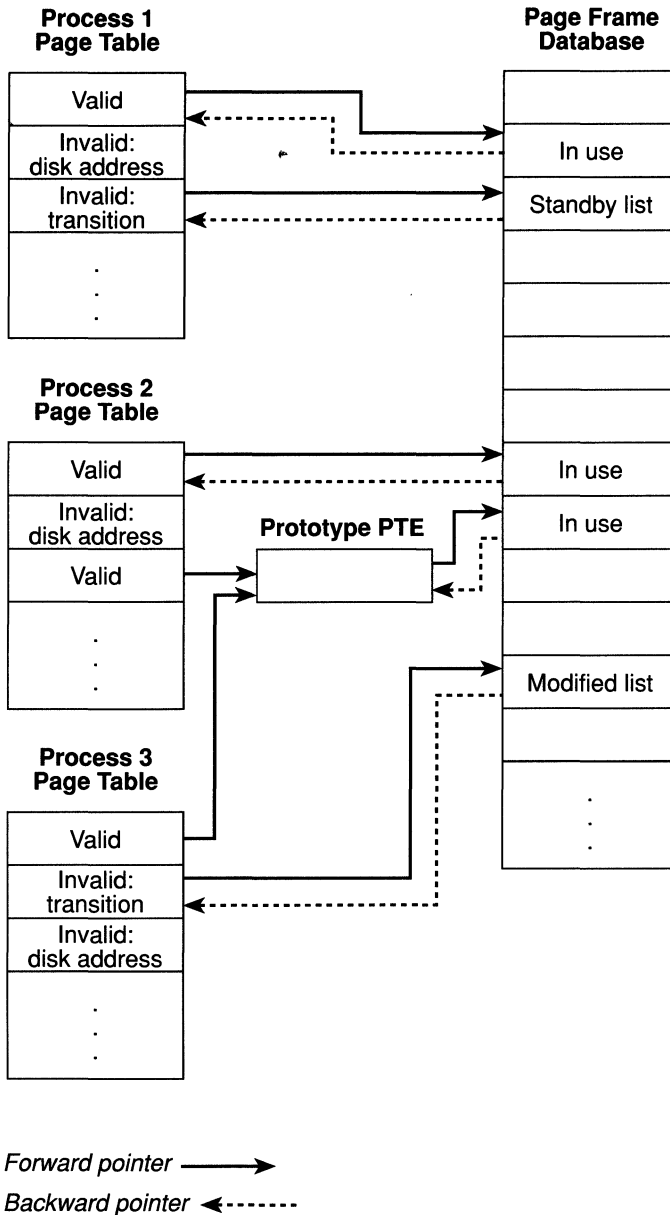 Process 1
Page Table
Valid
Invalid:
disk address
Invalid:
transition
.
.
.
Process 2
Page Table
Valid
Invalid:
disk address
Valid
.
.
.
Process 3
Page Table
Valid
Invalid:
transition
Invalid:
disk address
.
.
.
Prototype PTE
Page Frame
Database
In use
Standby list
In use
In use
Modified list
.
.
.
Forward pointer
Backward pointer